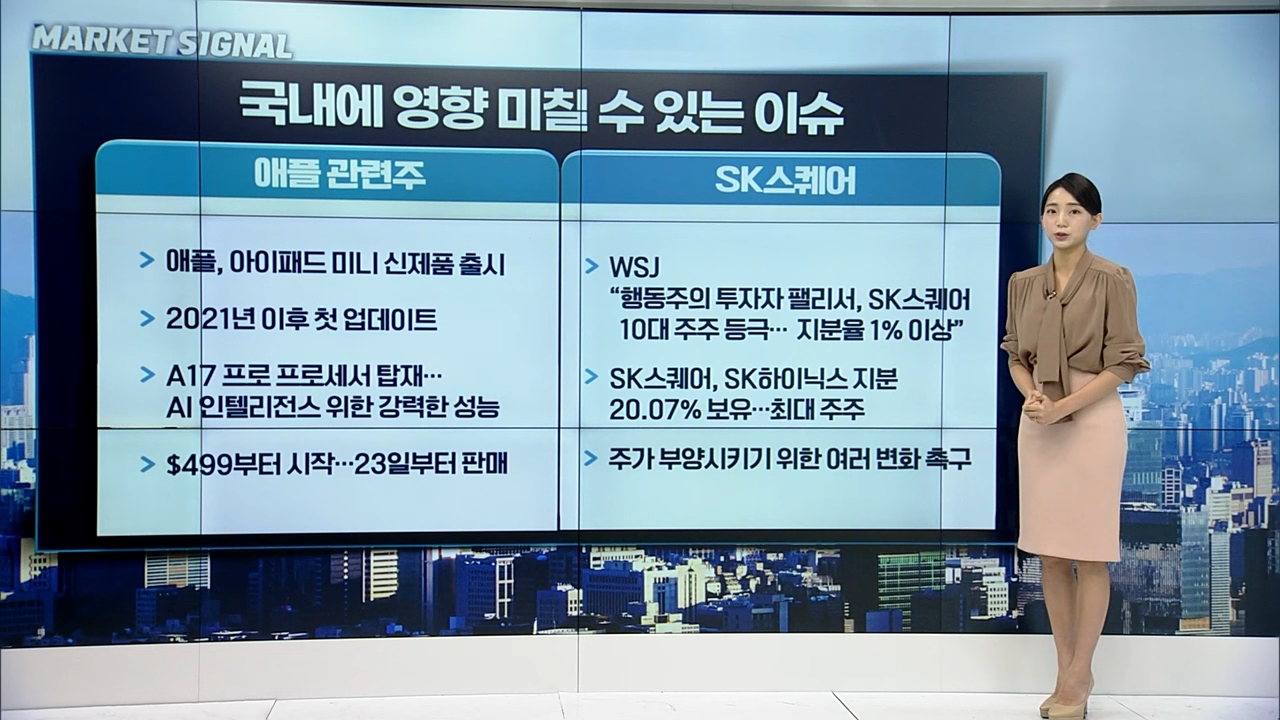 MARKET SIGNAL
국내에 영향 미칠 수 있는 이슈
애플 관련주
애플, 아이패드 미니 신제품 출시
2021년 이후 첫 업데이트
A17 프로 프로세서 탑재…
AI 인텔리전스 위한 강력한 성능
$499부터 시작…23일부터 판매
SK스퀘어
WSJ
“행동주의 투자자 팰리서, SK스퀘어
10대 주주 등극… 지분율 1% 이상”
SK스퀘어, SK하이닉스 지분
20.07% 보유…최대 주주
주가 부양시키기 위한 여러 변화 촉구